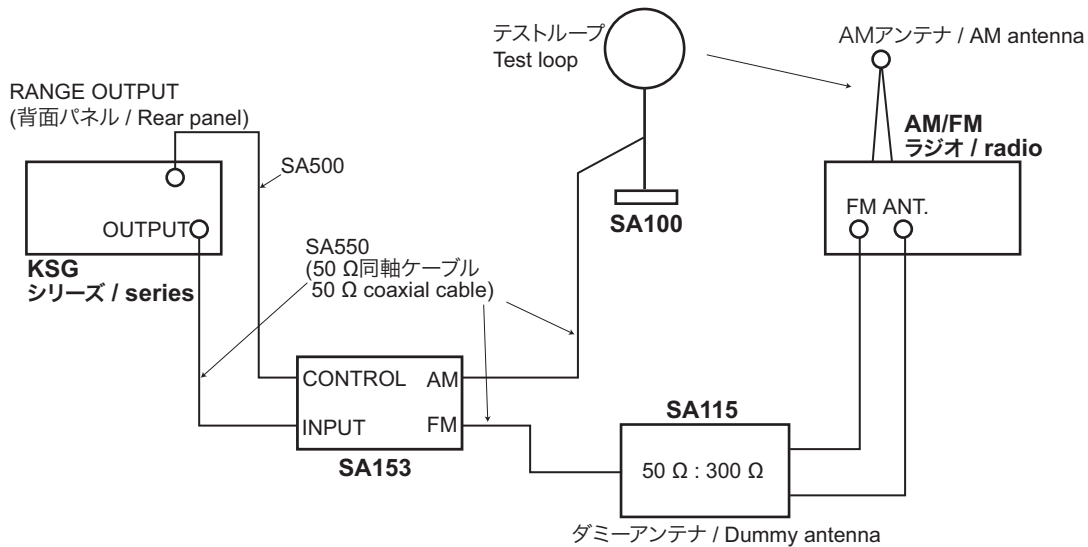 テストループ
Test loop
AMアンテナ / AM antenna
RANGE OUTPUT
(背面パネル / Rear panel)
AM/FM
ラジオ / radio
SA500
FM ANT.
OUTPUT
SA100
SA550
(50 Ω同軸ケーブル
50 Ω coaxial cable)
KSG
シリーズ / series
CONTROL AM
INPUT FM
SA153
SA115
50 Ω : 300 Ω
ダミーアンテナ / Dummy antenna